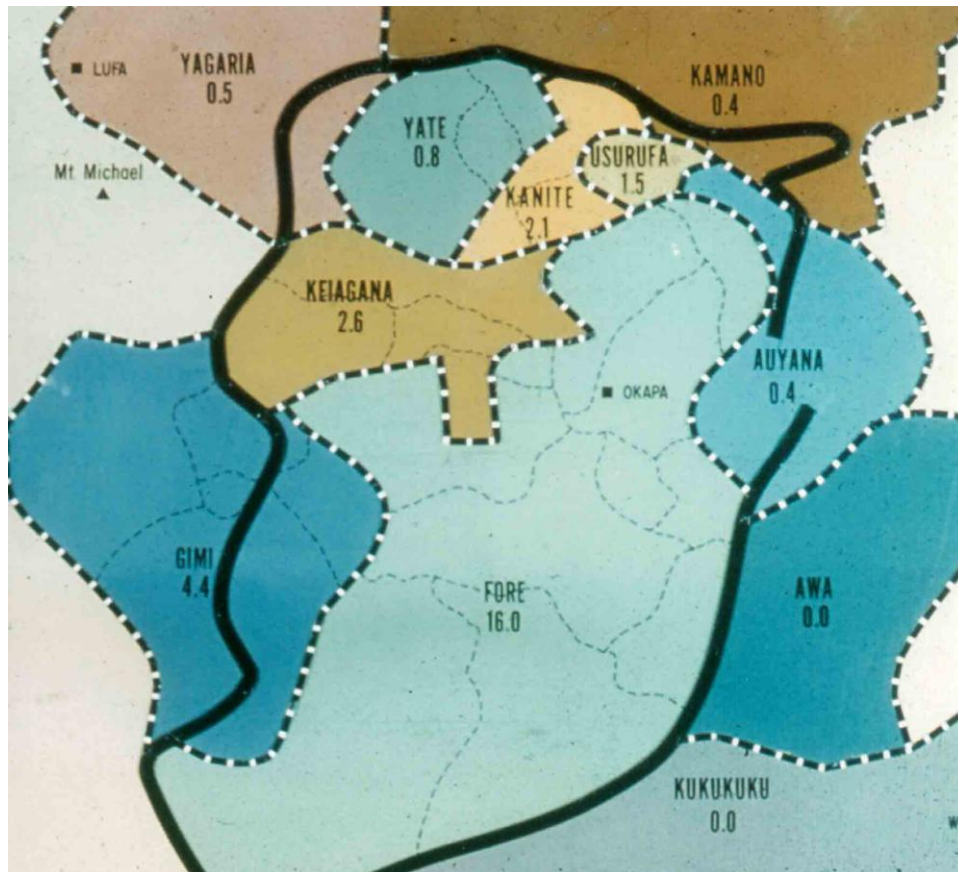 YAGARIA
0.5
LUFA
Mt. Michael
KAMANO
0.4
YATE
0.8
USURUFA
1.5
KANITE
2.1
KEIAGANA
2.6
AUYANA
0.4
OKAPA
GIMI
4.4
FORE
16.0
AWA
0.0
KUKUKUKU
0.0